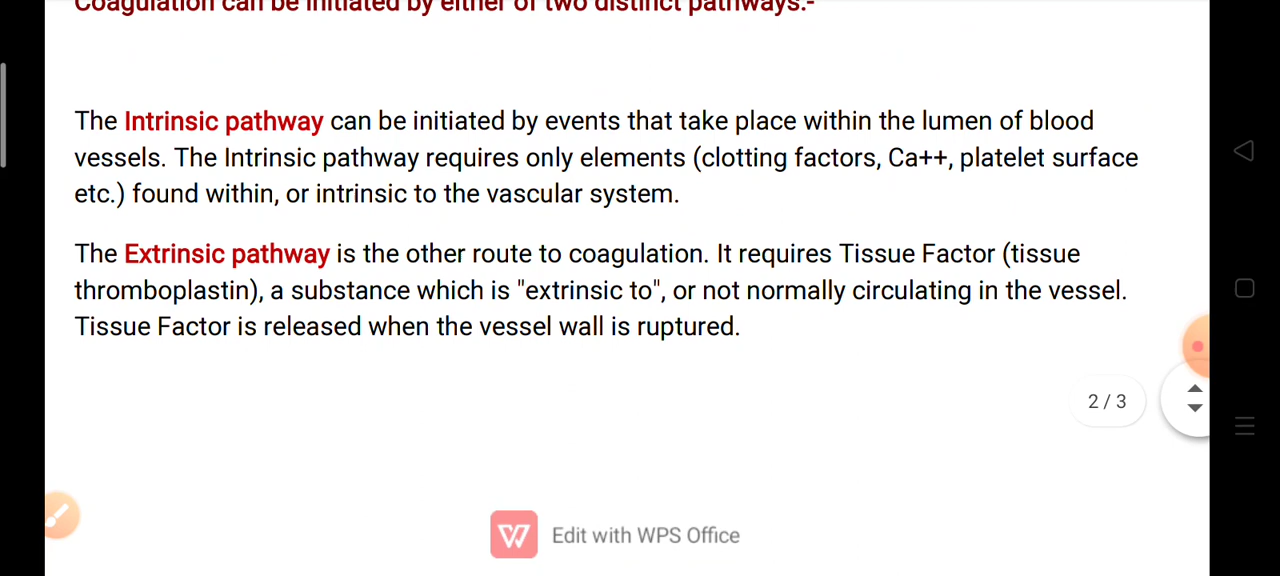 Coagulation can be initiated by either of two distinct pathways:-
The Intrinsic pathway can be initiated by events that take place within the lumen of blood
vessels. The Intrinsic pathway requires only elements (clotting factors, Ca++, platelet surface
etc.) found within, or intrinsic to the vascular system.
The Extrinsic pathway is the other route to coagulation. It requires Tissue Factor (tissue
thromboplastin), a substance which is "extrinsic to", or not normally circulating in the vessel.
Tissue Factor is released when the vessel wall is ruptured.
2 / 3
Edit with WPS Office